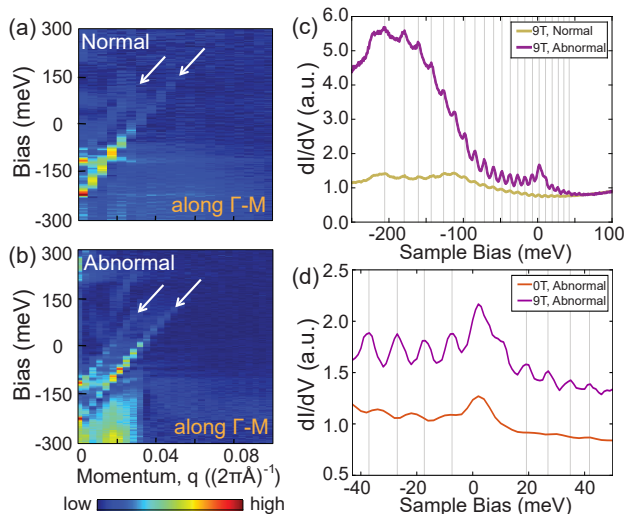 (a)
Normal
300
150
0
-150
-300
Bias (meV)
along Γ-M
(b)
Abnormal
300
150
0
-150
-300
Bias (meV)
along Γ-M
0 0.04 0.08
Momentum, q ((2πÅ)⁻¹)
low high
(c)
9T, Normal
9T, Abnormal
6.0
5.0
4.0
3.0
2.0
1.0
0.0
dI/dV (a.u.)
-200 -150 -100 -50 0 50 100
Sample Bias (meV)
(d)
0T, Abnormal
9T, Abnormal
2.5
2.0
1.5
1.0
0.5
dI/dV (a.u.)
-40 -20 0 20 40
Sample Bias (meV)